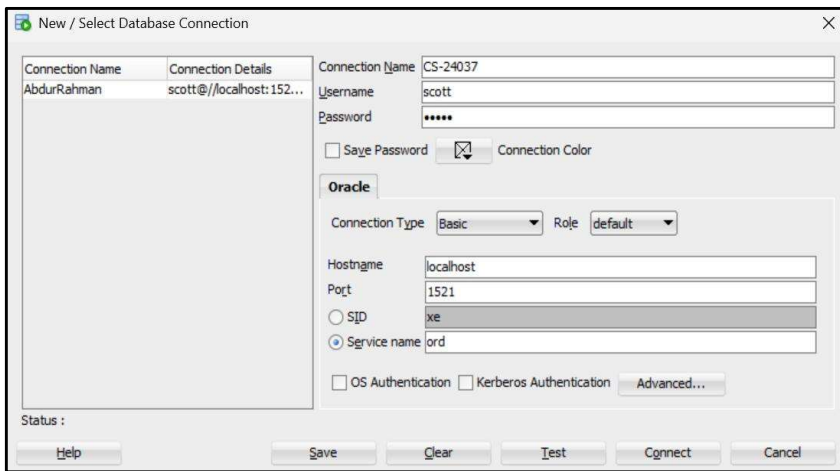 New / Select Database Connection
Connection Name Connection Details
AbdurRahman scott@//localhost:152...
Connection Name CS-24037
Username scott
Password •••••
Save Password Connection Color
Oracle
Connection Type Basic Role default
Hostname localhost
Port 1521
SID xe
Service name ord
OS Authentication Kerberos Authentication Advanced...
Status :
Help Save Clear Test Connect Cancel